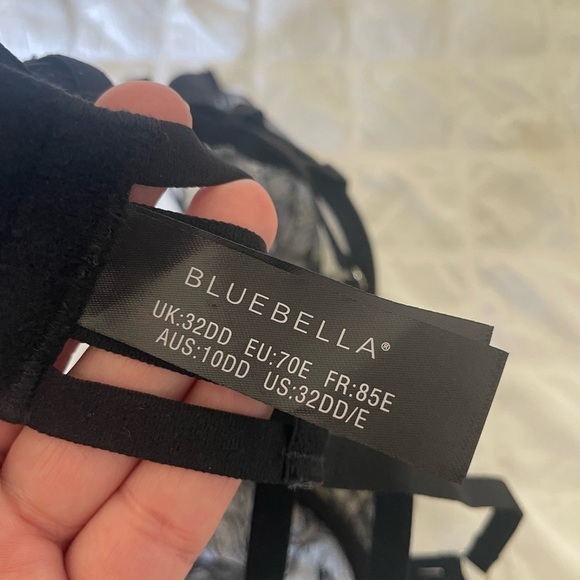 BLUEBELLA®
UK:32DD EU:70E FR:85E
AUS:10DD US:32DD/E